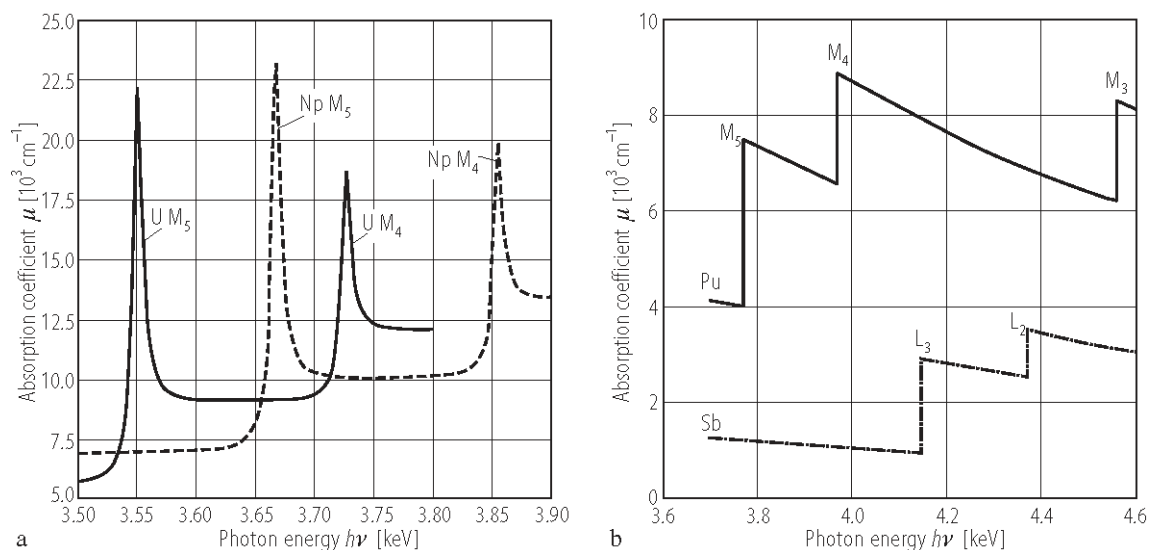 25.0
22.5
20.0
17.5
15.0
12.5
10.0
7.5
5.0
Absorption coefficient μ [10³ cm⁻¹]
Np M₅
Np M₄
U M₅
U M₄
3.50 3.55 3.60 3.65 3.70 3.75 3.80 3.85 3.90
a Photon energy hν [keV]
10
8
6
4
2
0
Absorption coefficient μ [10³ cm⁻¹]
M₄
M₃
M₅
Pu
L₂
L₃
Sb
3.6 3.8 4.0 4.2 4.4 4.6
b Photon energy hν [keV]